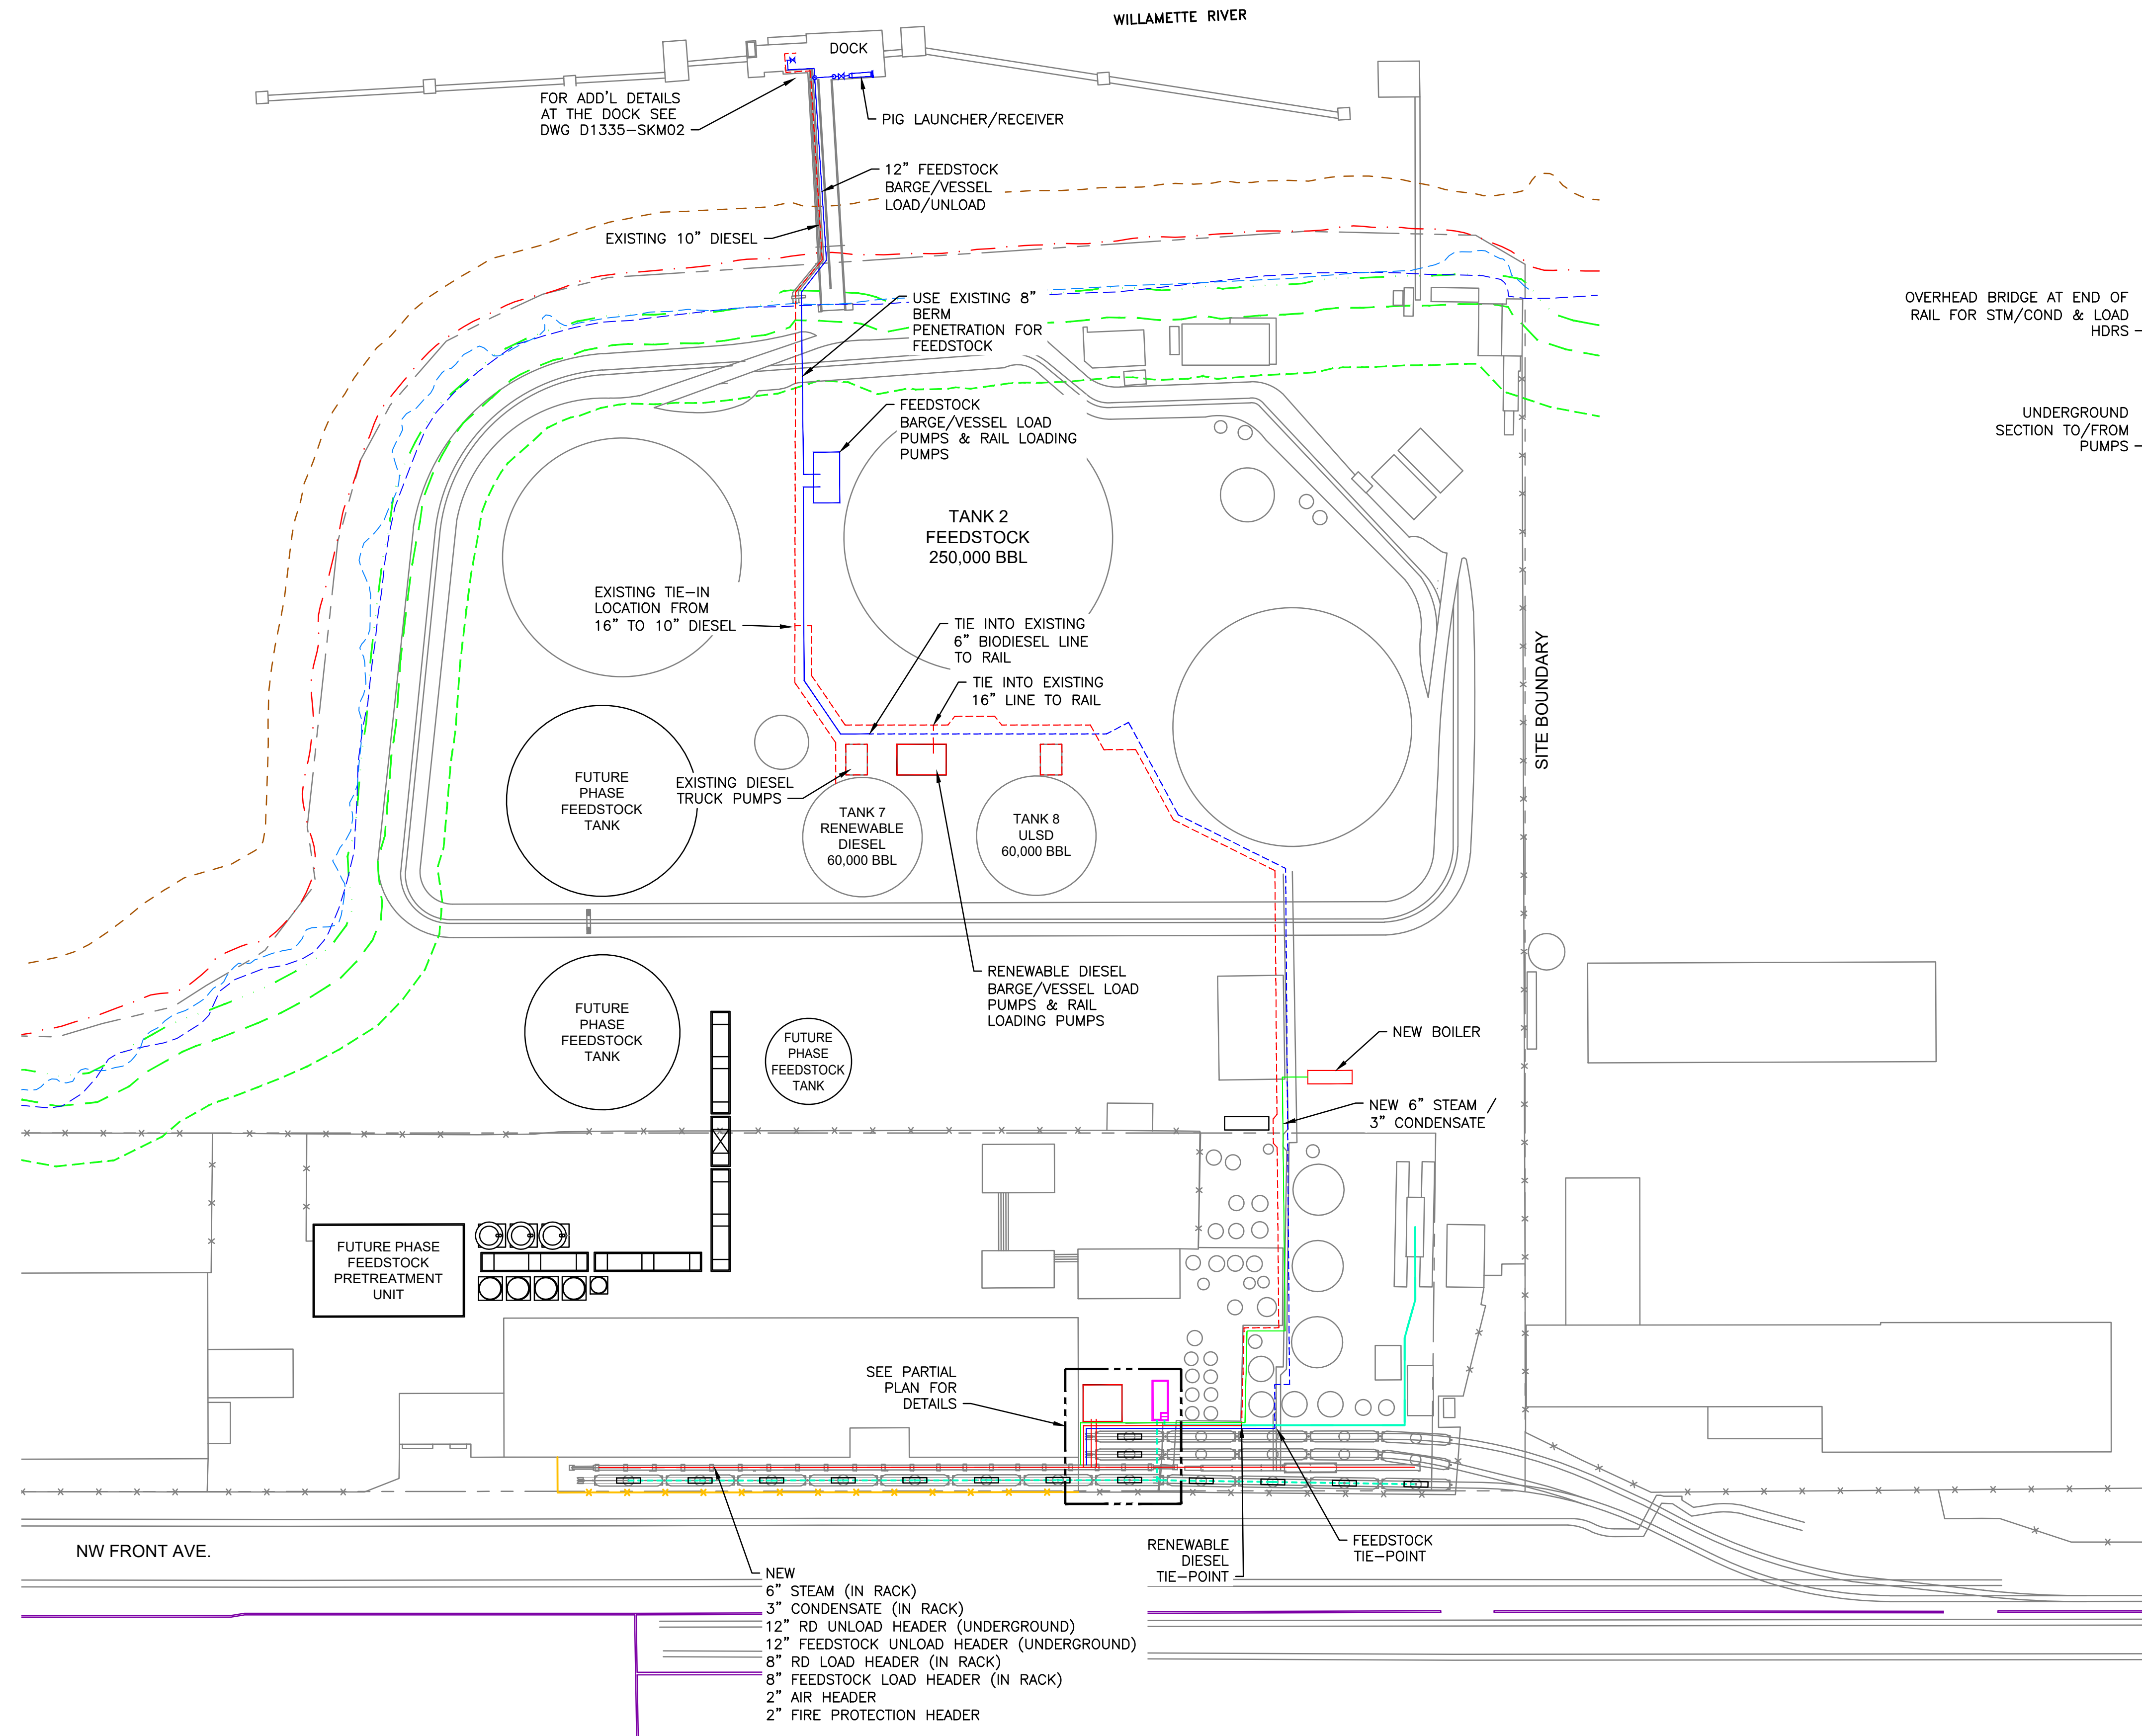 WILLAMETTE RIVER
DOCK
FOR ADD'L DETAILS
AT THE DOCK SEE
DWG D1335-SKM02
PIG LAUNCHER/RECEIVER
12" FEEDSTOCK
BARGE/VESSEL
LOAD/UNLOAD
EXISTING 10" DIESEL
USE EXISTING 8"
BERM
PENETRATION FOR
FEEDSTOCK
OVERHEAD BRIDGE AT END OF
RAIL FOR STM/COND & LOAD
HDRS
UNDERGROUND
SECTION TO/FROM
PUMPS
FEEDSTOCK
BARGE/VESSEL LOAD
PUMPS & RAIL LOADING
PUMPS
TANK 2
FEEDSTOCK
250,000 BBL
EXISTING TIE-IN
LOCATION FROM
16" TO 10" DIESEL
TIE INTO EXISTING
6" BIODIESEL LINE
TO RAIL
TIE INTO EXISTING
16" LINE TO RAIL
SITE BOUNDARY
FUTURE
PHASE
FEEDSTOCK
TANK
EXISTING DIESEL
TRUCK PUMPS
TANK 7
RENEWABLE
DIESEL
60,000 BBL
TANK 8
ULSD
60,000 BBL
RENEWABLE DIESEL
BARGE/VESSEL LOAD
PUMPS & RAIL
LOADING PUMPS
FUTURE
PHASE
FEEDSTOCK
TANK
FUTURE
PHASE
FEEDSTOCK
TANK
NEW BOILER
NEW 6" STEAM /
3" CONDENSATE
FUTURE PHASE
FEEDSTOCK
PRETREATMENT
UNIT
SEE PARTIAL
PLAN FOR
DETAILS
RENEWABLE
DIESEL
TIE-POINT
FEEDSTOCK
TIE-POINT
NW FRONT AVE.
NEW
6" STEAM (IN RACK)
3" CONDENSATE (IN RACK)
12" RD UNLOAD HEADER (UNDERGROUND)
12" FEEDSTOCK UNLOAD HEADER (UNDERGROUND)
8" RD LOAD HEADER (IN RACK)
8" FEEDSTOCK LOAD HEADER (IN RACK)
2" AIR HEADER
2" FIRE PROTECTION HEADER